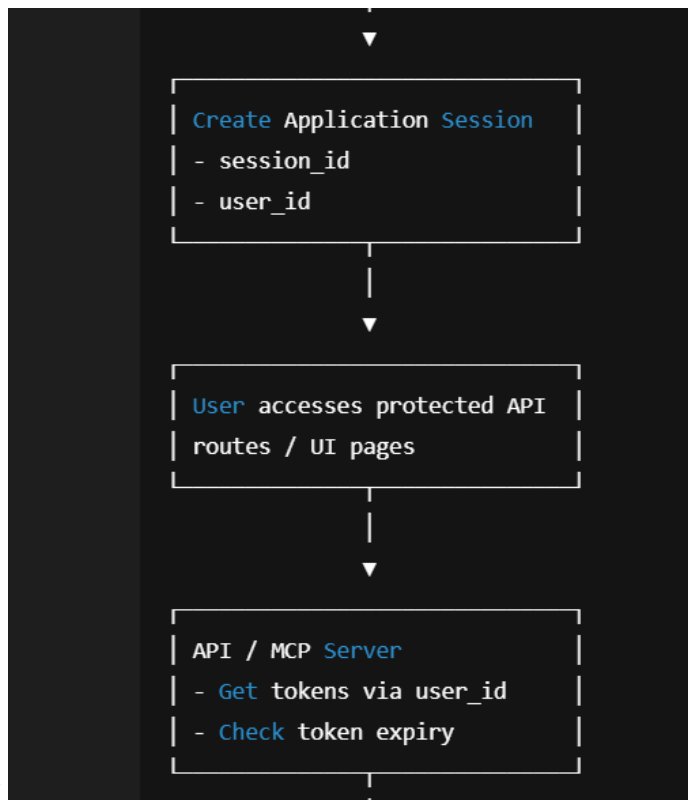 Create Application Session
- session_id
- user_id
User accesses protected API
routes / UI pages
API / MCP Server
- Get tokens via user_id
- Check token expiry